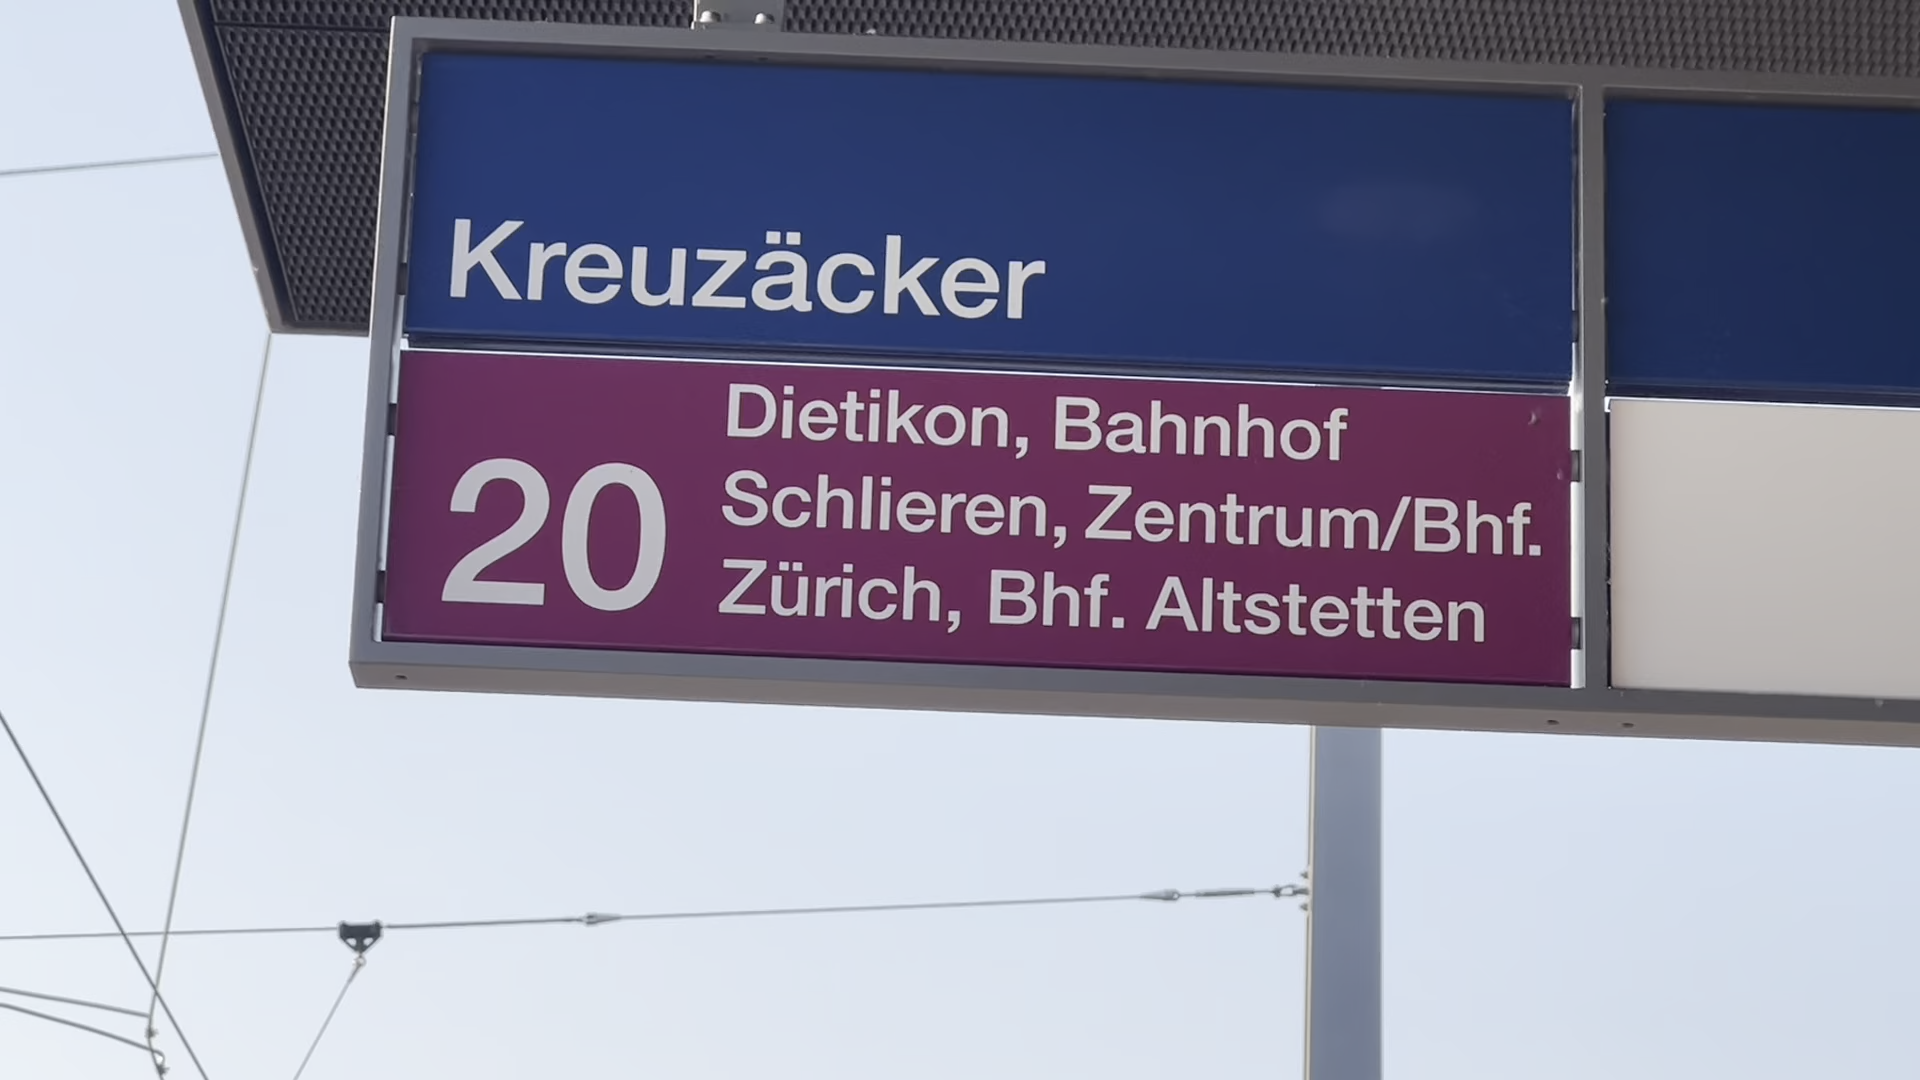 Kreuzäcker
20
Dietikon, Bahnhof
Schlieren, Zentrum/Bhf.
Zürich, Bhf. Altstetten